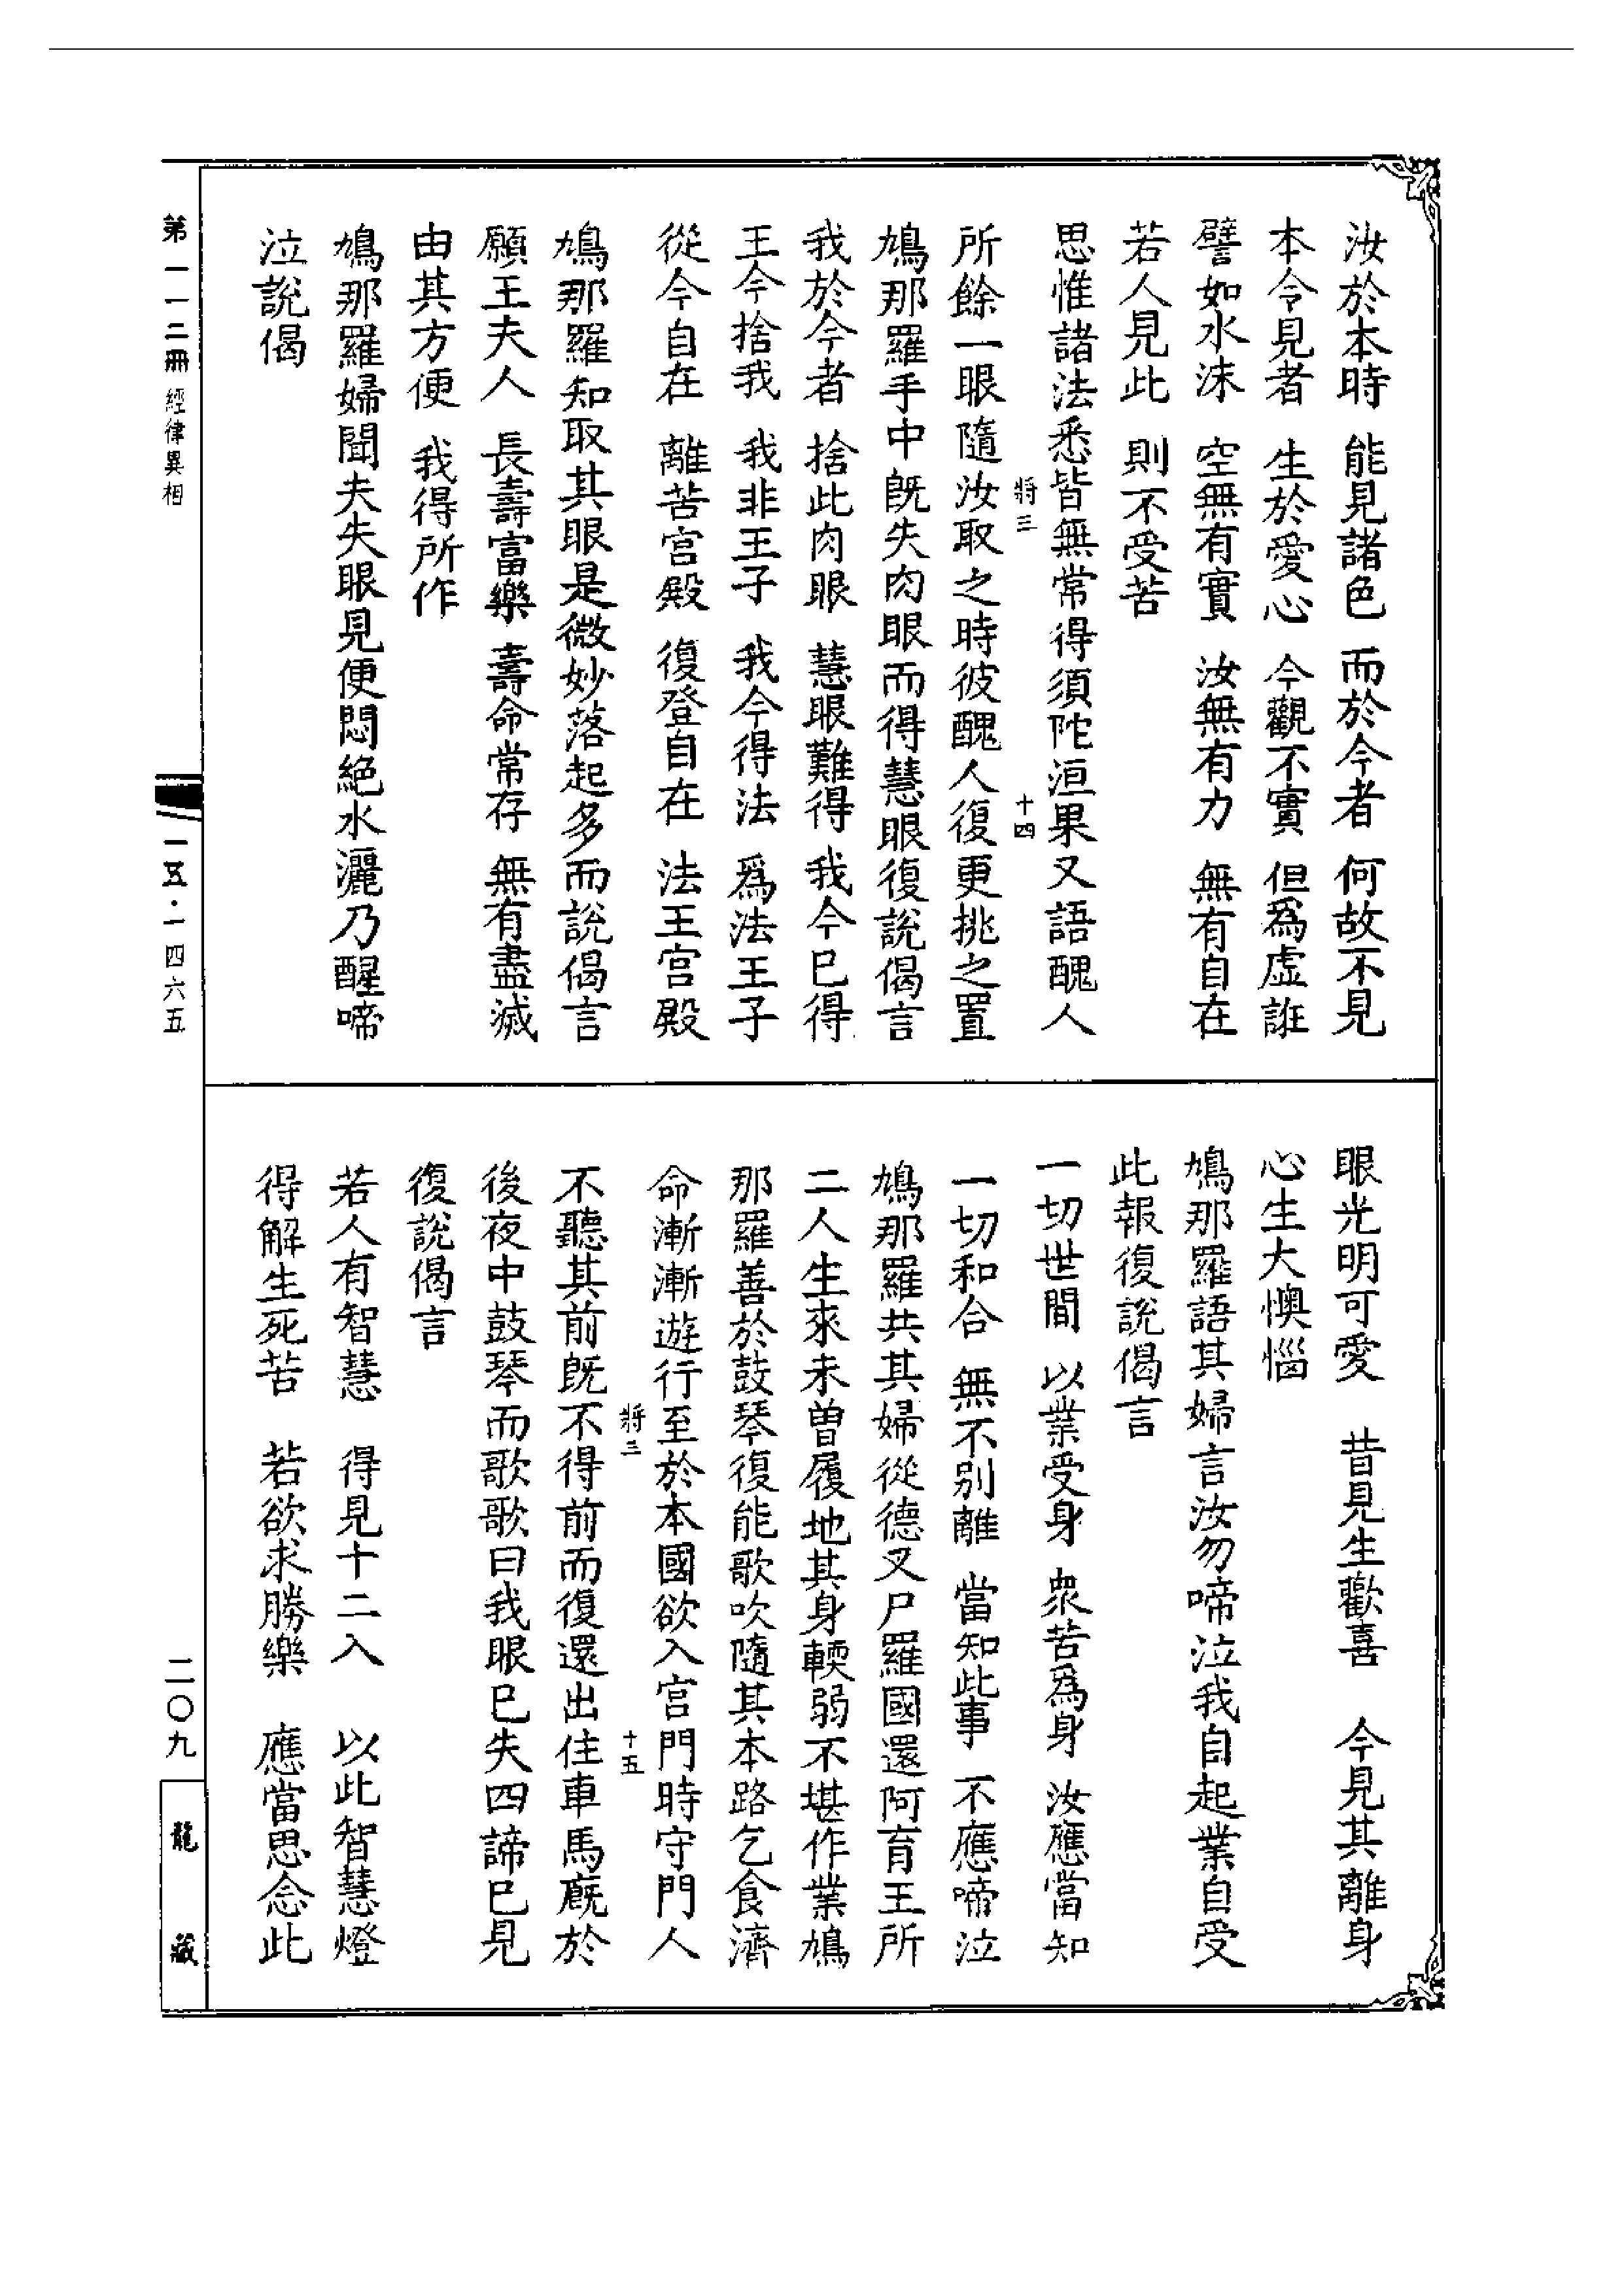 汝於本時　能見諸色　而於今者　何故不見
本令見者　生於愛心　今觀不實　但為虛誑
譬如水沫　空無有實　汝無有力　無有自在
若人見此　則不受苦
思惟諸法悉皆無常得須陀洹果又語醜人
將三　十四
所餘一眼隨汝取之時彼醜人復更挑之置
鳩那羅手中既失肉眼而得慧眼復說偈言
我於今者　捨此肉眼　慧眼難得　我今已得
王今捨我　我非王子　我今得法　為法王子
從今自在　離苦宮殿　復登自在　法王宮殿
鳩那羅知取其眼是微妙落起多而說偈言
願王夫人　長壽富樂　壽命常存　無有盡滅
由其方便　我得所作
鳩那羅婦聞夫失眼見便悶絕水灑乃醒啼
泣說偈
眼光明可愛　昔見生歡喜　今見其離身
心生大懊惱
鳩那羅語其婦言汝勿啼泣我自起業自受
此報復說偈言
一切世間　以業受身　衆苦為身　汝應當知
一切和合　無不別離　當知此事　不應啼泣
鳩那羅共其婦從德叉尸羅國還阿育王所
二人生來未曾履地其身輭弱不堪作業鳩
那羅善於鼓琴復能歌吹隨其本路乞食濟
命漸漸遊行至於本國欲入宮門時守門人
將三　十五
不聽其前既不得前而復還出住車馬廄於
後夜中鼓琴而歌歌曰我眼已失四諦已見
復說偈言
若人有智慧　得見十二入　以此智慧燈
得解生死苦　若欲求勝樂　應當思念此
第一一二冊　經律異相
一五·一四六五
二〇九
龍藏